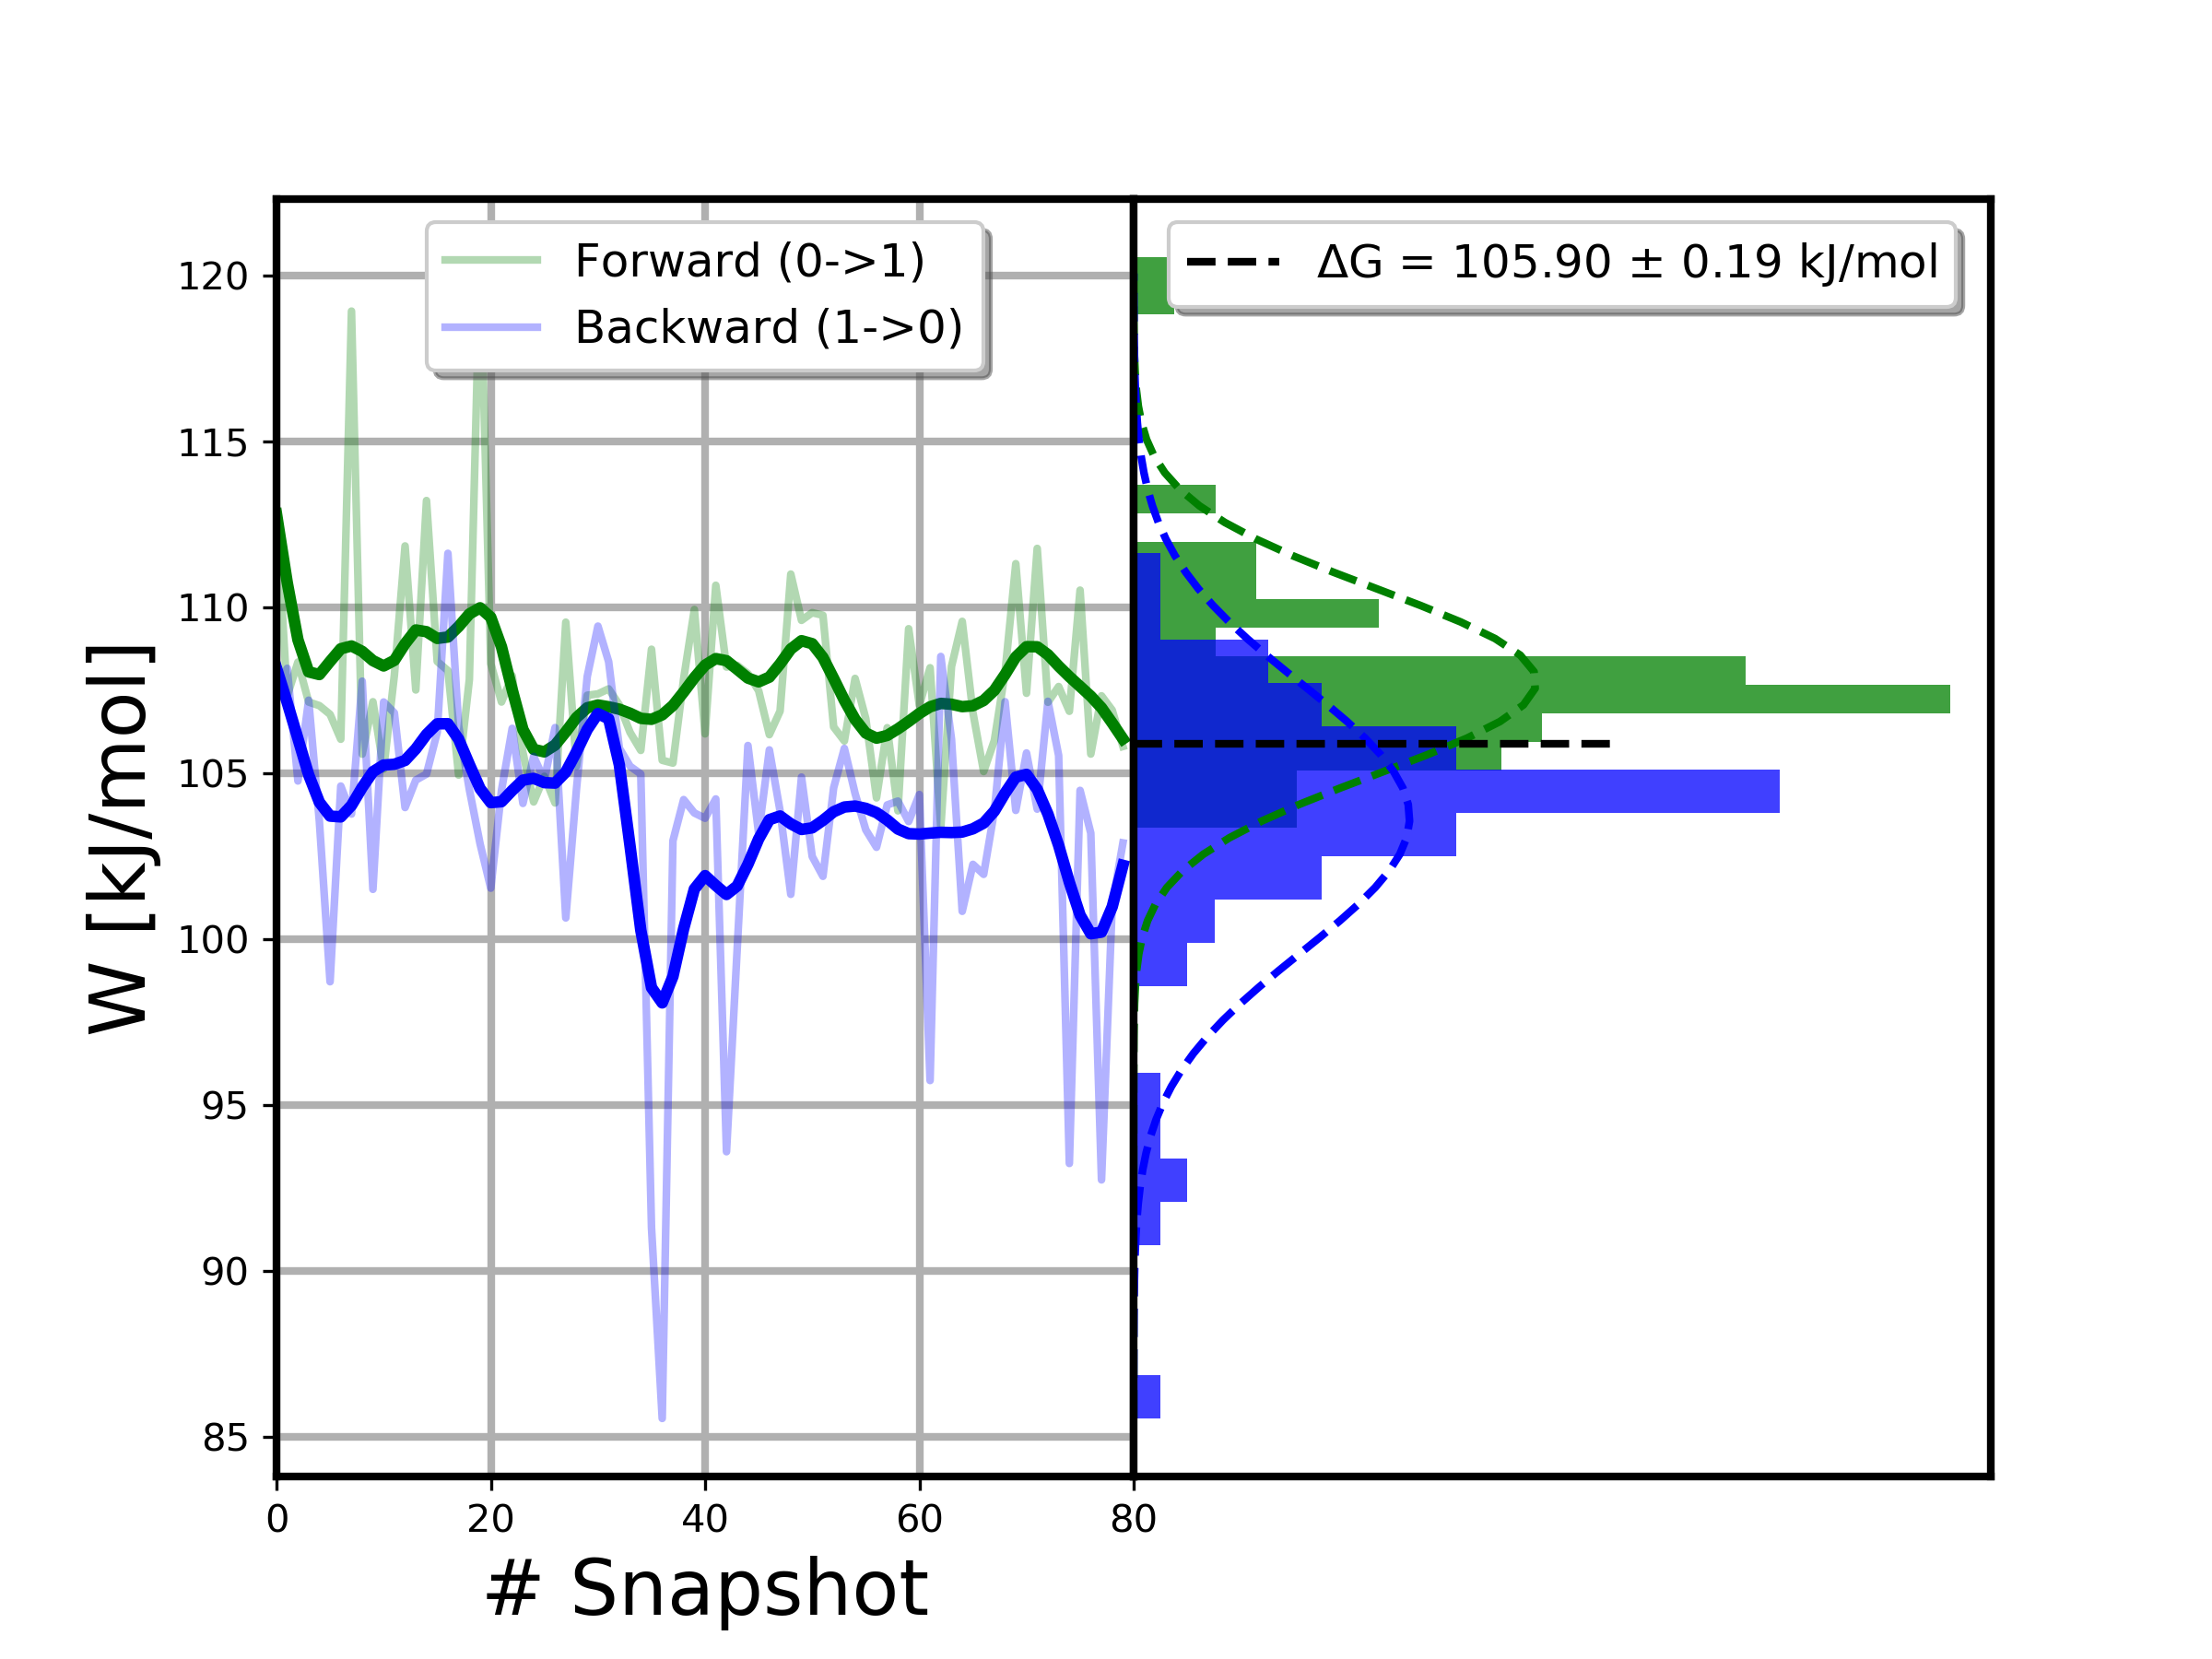 Forward (0->1)
Backward (1->0)
ΔG = 105.90 ± 0.19 kJ/mol
120
115
110
105
100
95
90
85
W [kJ/mol]
0 20 40 60 80
# Snapshot